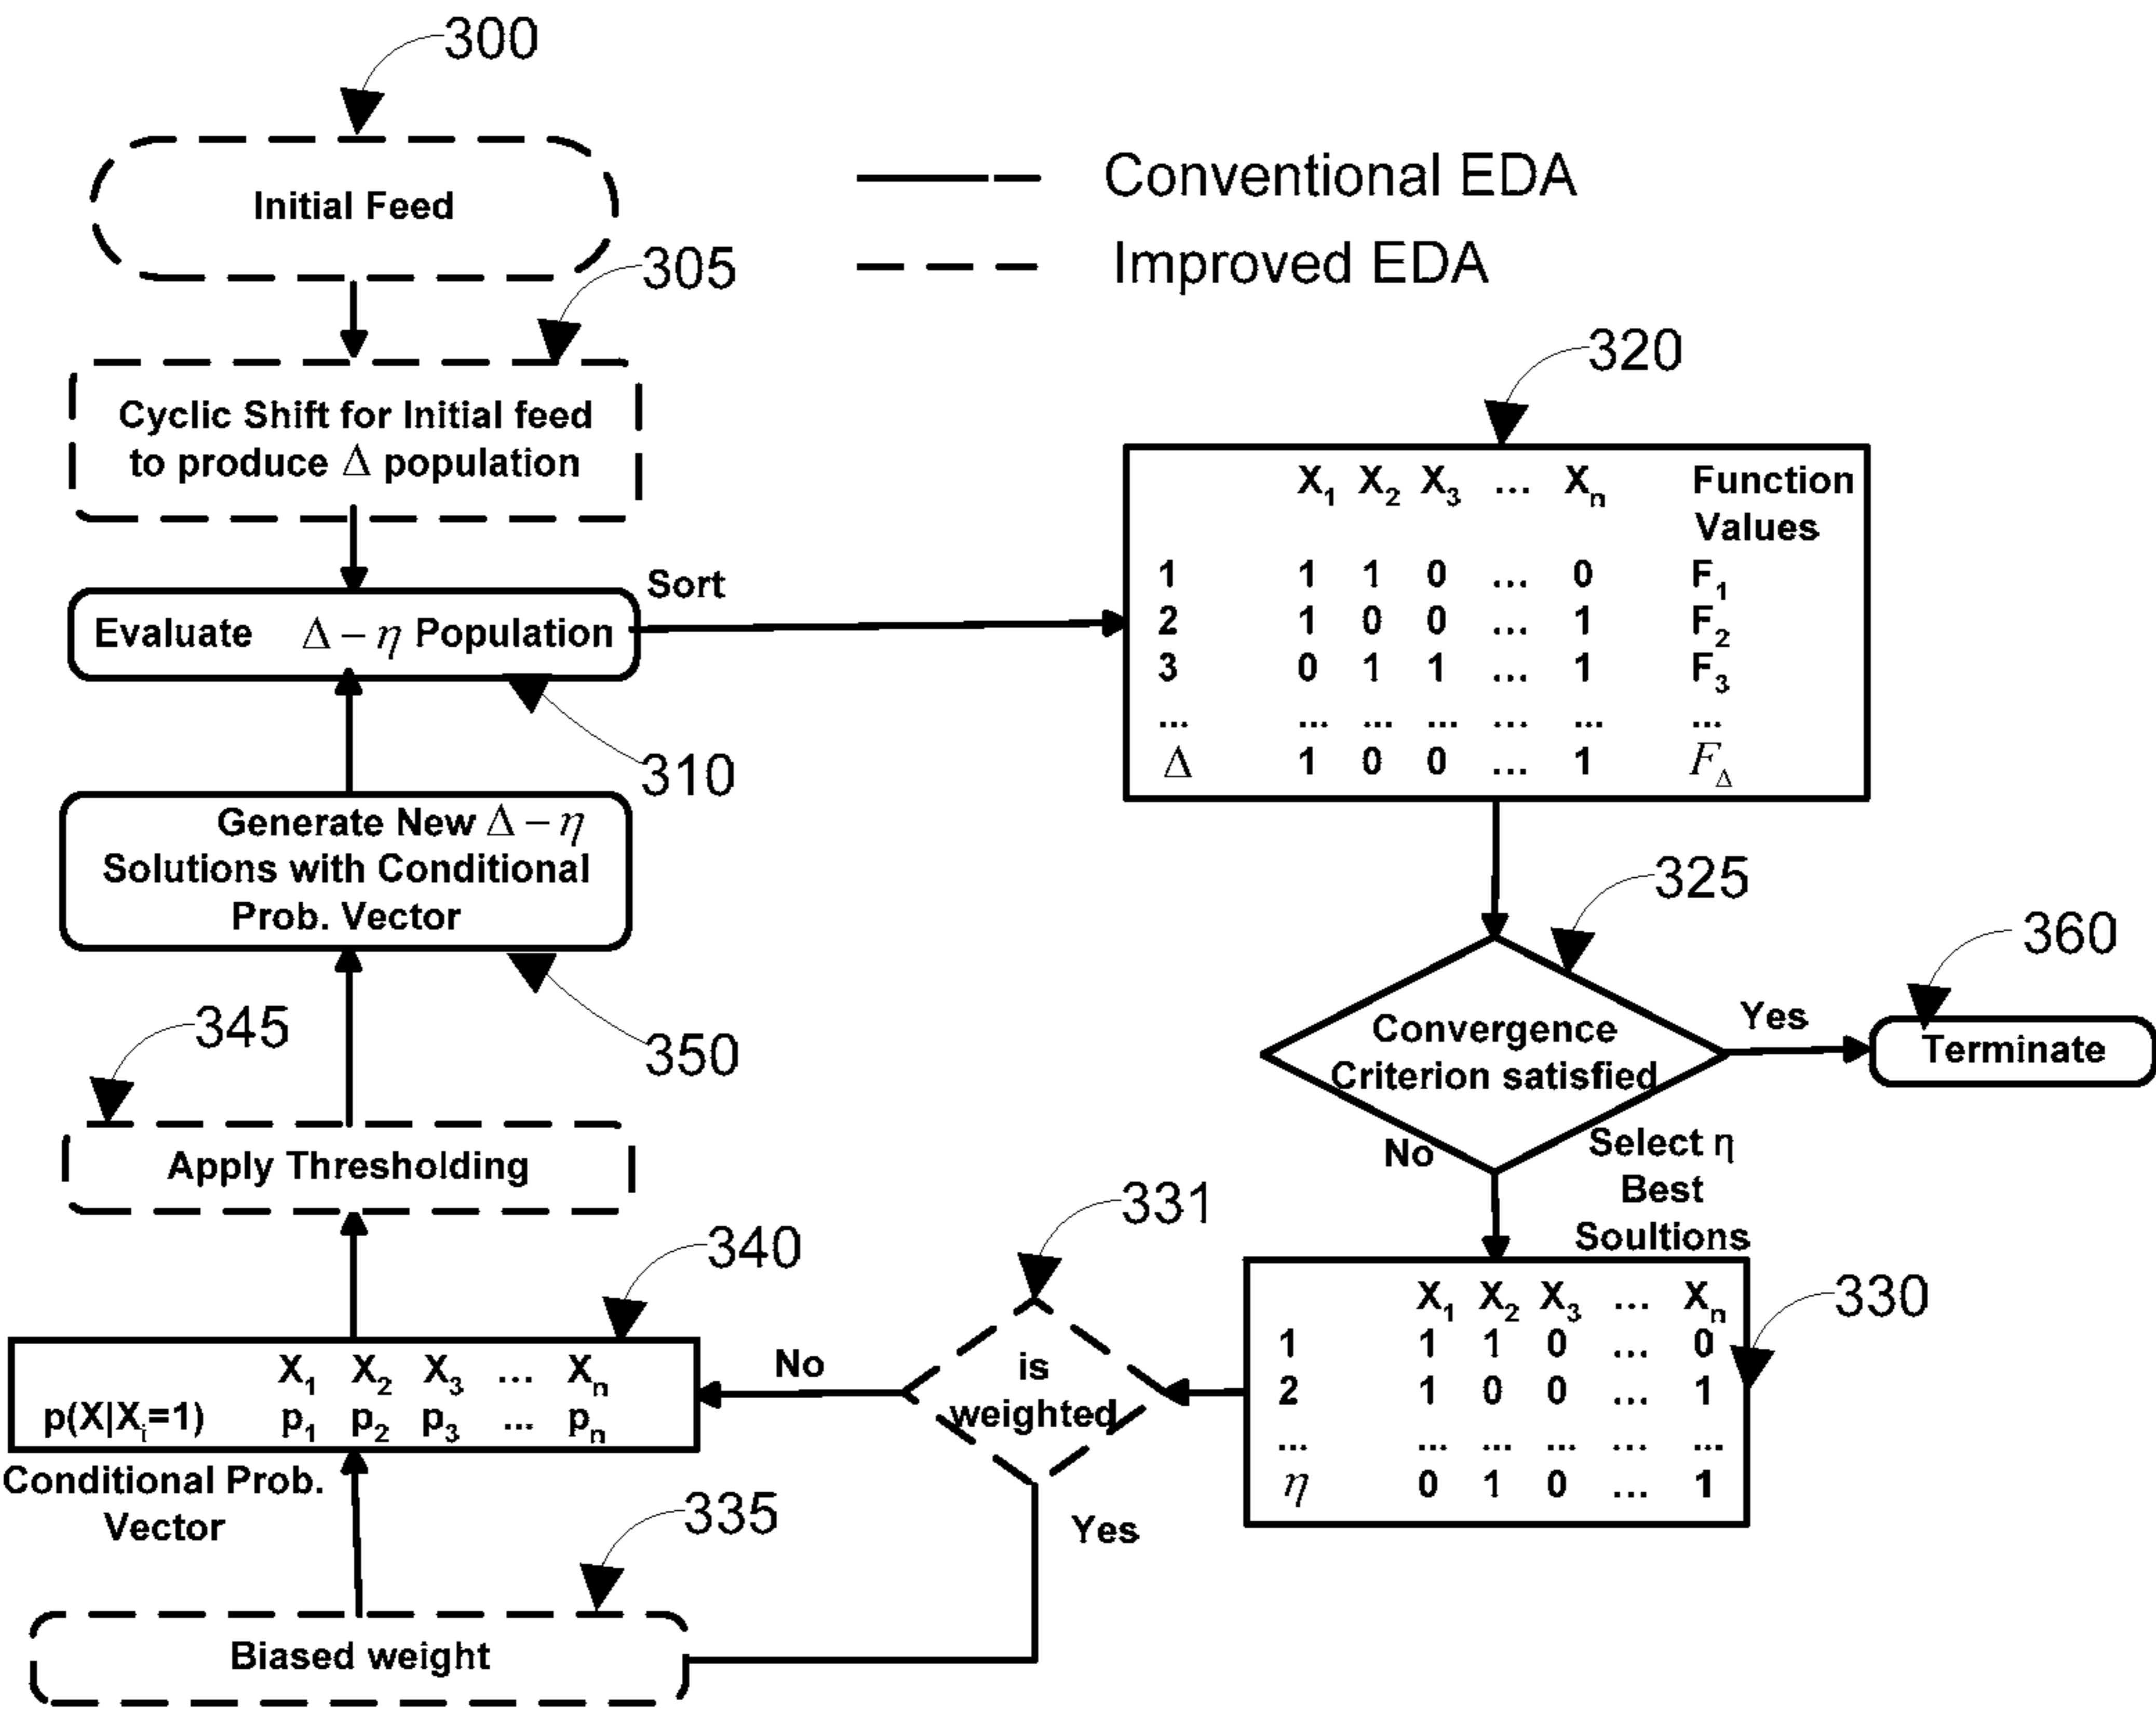 300
Initial Feed
Conventional EDA
Improved EDA
305
Cyclic Shift for Initial feed
to produce Δ population
Sort
Evaluate Δ – η Population
310
320
X1 X2 X3 ... Xn Function
Values
1 1 1 0 ... 0 F1
2 1 0 0 ... 1 F2
3 0 1 1 ... 1 F3
... ... ... ... ... ... ...
Δ 1 0 0 ... 1 FΔ
Generate New Δ – η
Solutions with Conditional
Prob. Vector
350
325
Convergence
Criterion satisfied
Yes
360
Terminate
No
Select η
Best
Soultions
345
Apply Thresholding
330
X1 X2 X3 ... Xn
1 1 1 0 ... 0
2 1 0 0 ... 1
... ... ... ... ... ...
η 0 1 0 ... 1
331
is
weighted
No
Yes
340
X1 X2 X3 ... Xn
p(X|Xi=1) p1 p2 p3 ... pn
Conditional Prob.
Vector
335
Biased weight